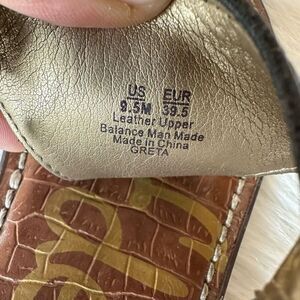 US EUR
9.5M 39.5
Leather Upper
Balance Man Made
Made in China
GRETA